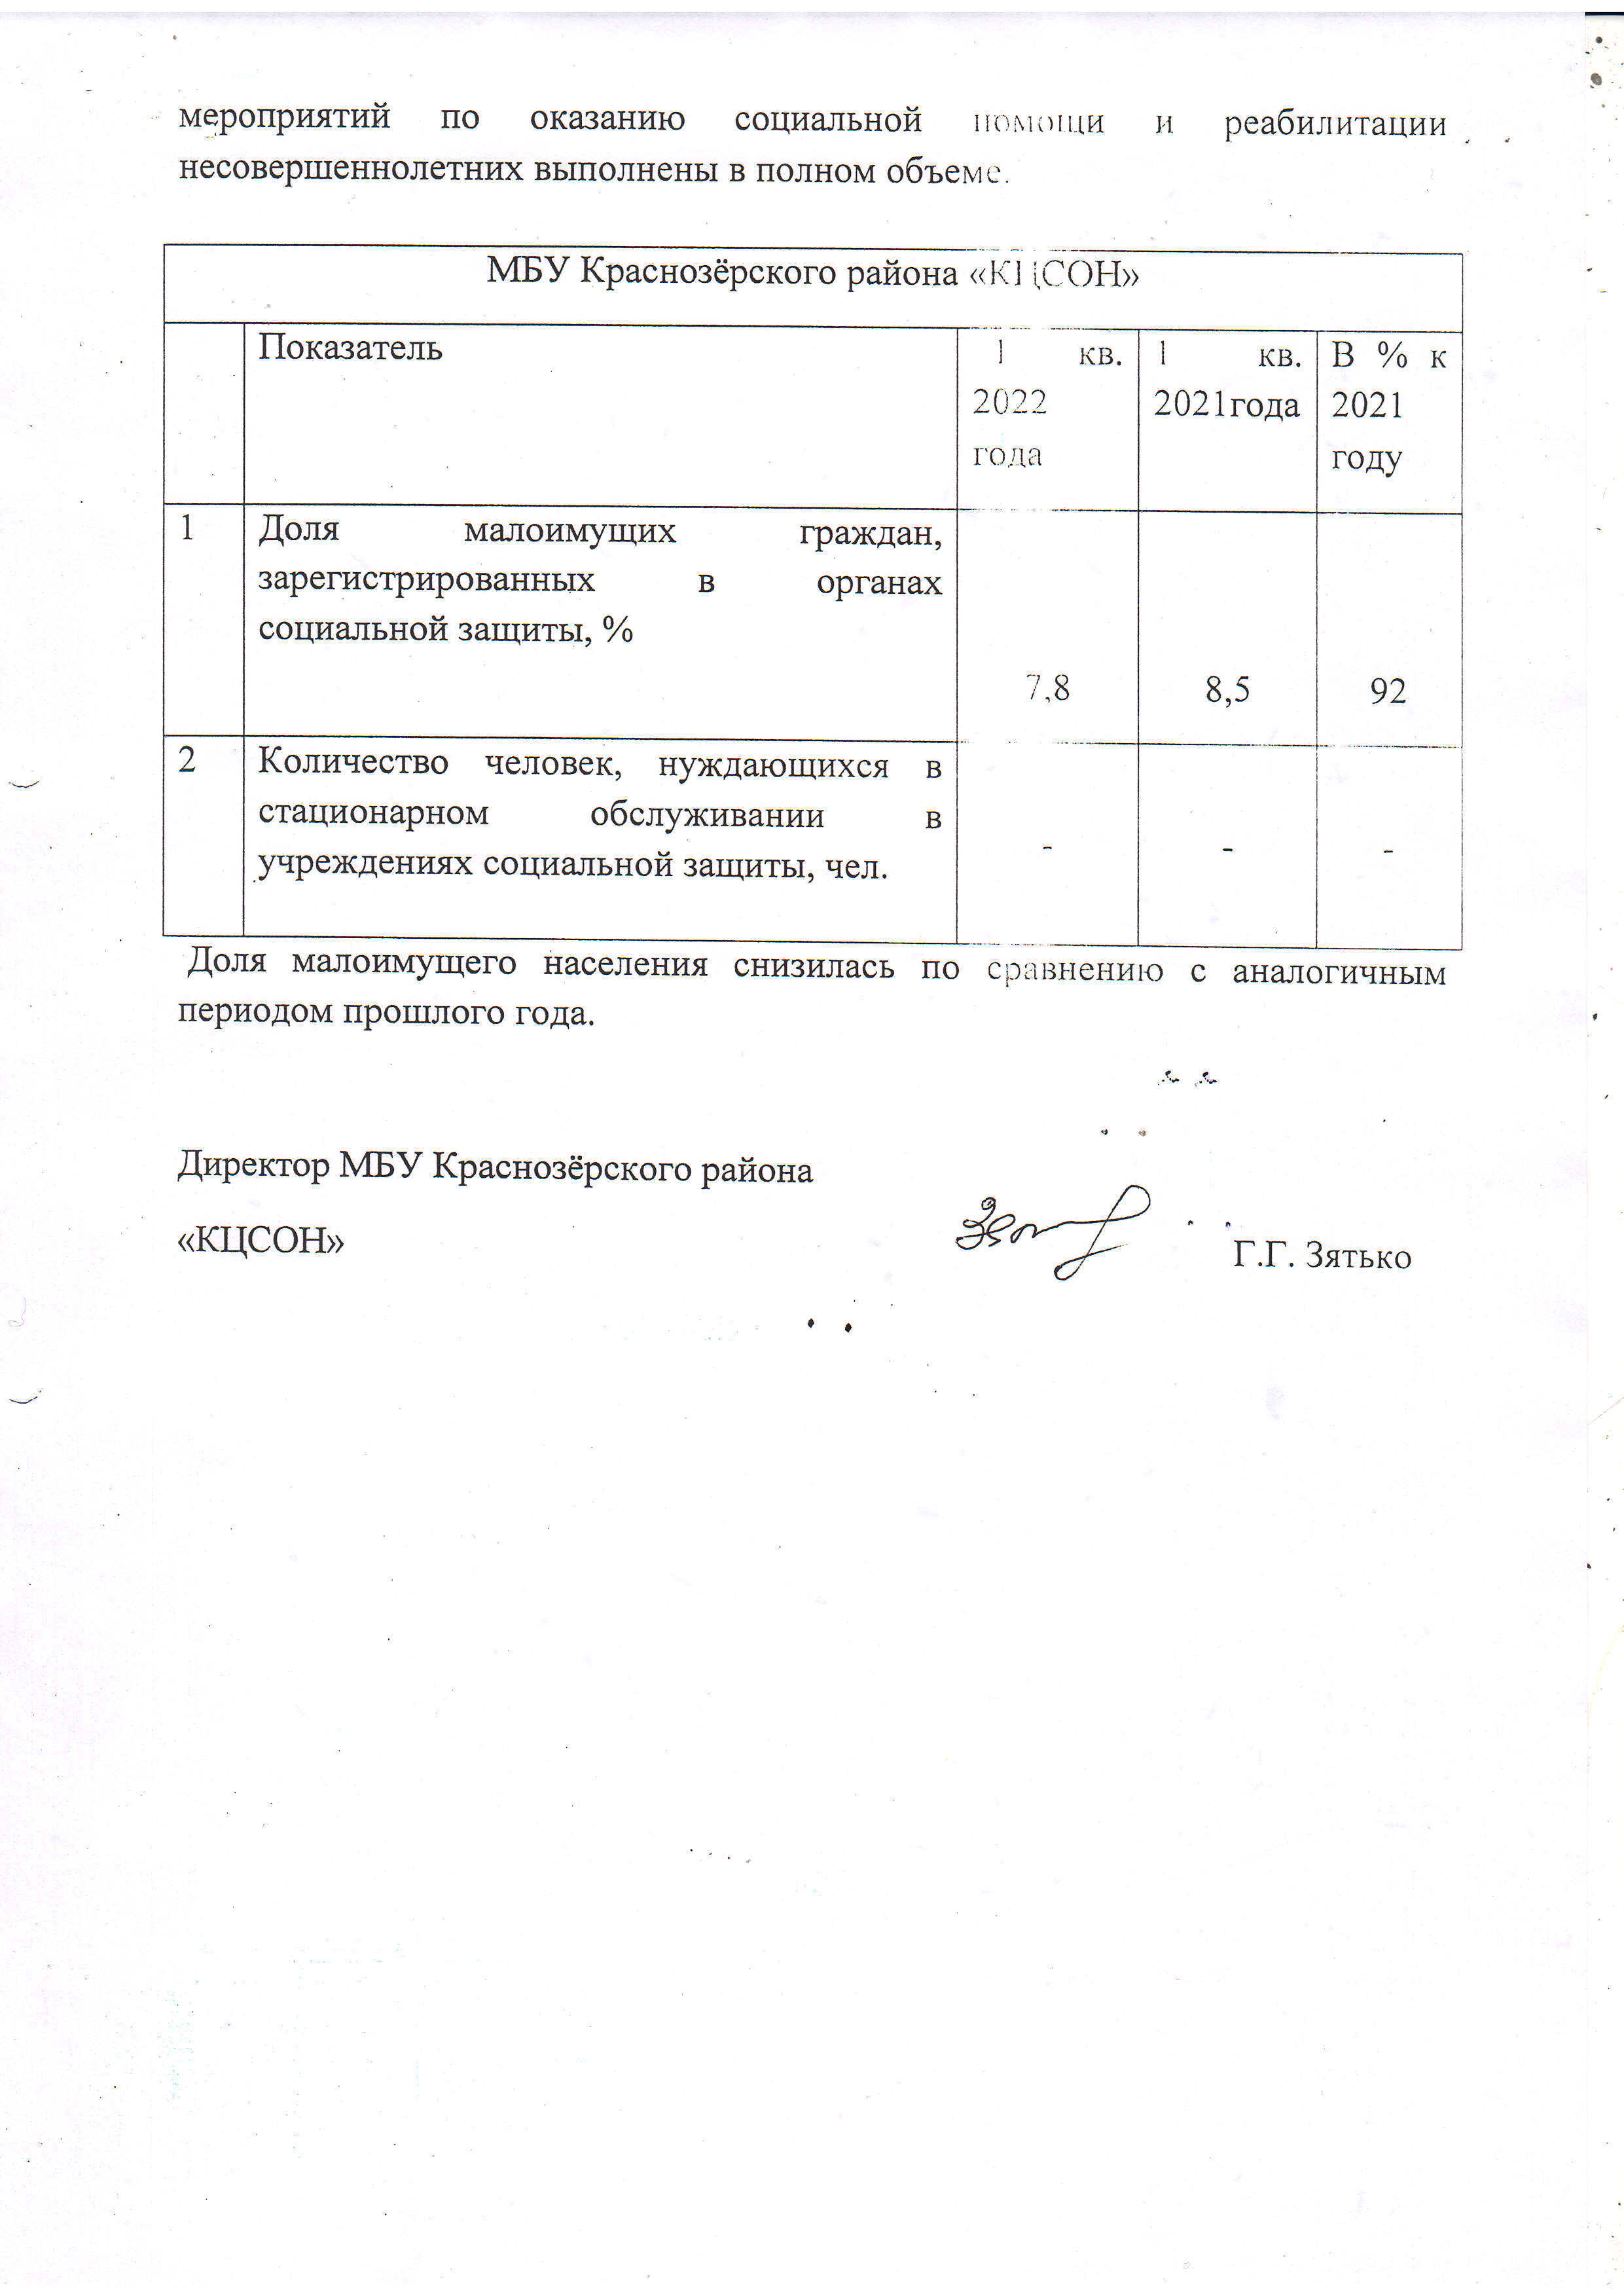 мероприятий по оказанию социальной помощи и реабилитации
несовершеннолетних выполнены в полном объеме.
МБУ Краснозёрского района «КЦСОН»
Показатель
1 кв.
2022
года
1 кв.
2021года
В % к
2021
году
1
Доля малоимущих граждан,
зарегистрированных в органах
социальной защиты, %
7,8
8,5
92
2
Количество человек, нуждающихся в
стационарном обслуживании в
учреждениях социальной защиты, чел.
-
-
-
Доля малоимущего населения снизилась по сравнению с аналогичным
периодом прошлого года.
Директор МБУ Краснозёрского района
«КЦСОН»
Г.Г. Зятько